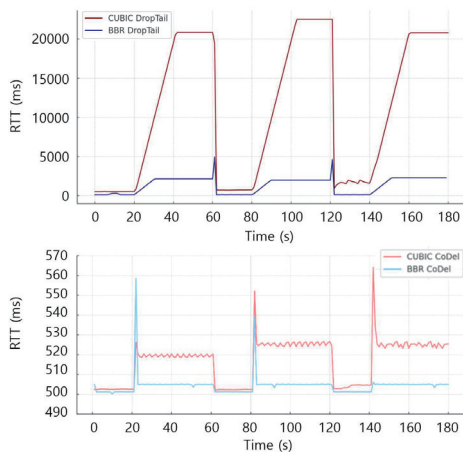 CUBIC DropTail
BBR DropTail
RTT (ms)
20000
15000
10000
5000
0
0 20 40 60 80 100 120 140 160 180
Time (s)
CUBIC CoDel
BBR CoDel
RTT (ms)
570
560
550
540
530
520
510
500
490
0 20 40 60 80 100 120 140 160 180
Time (s)